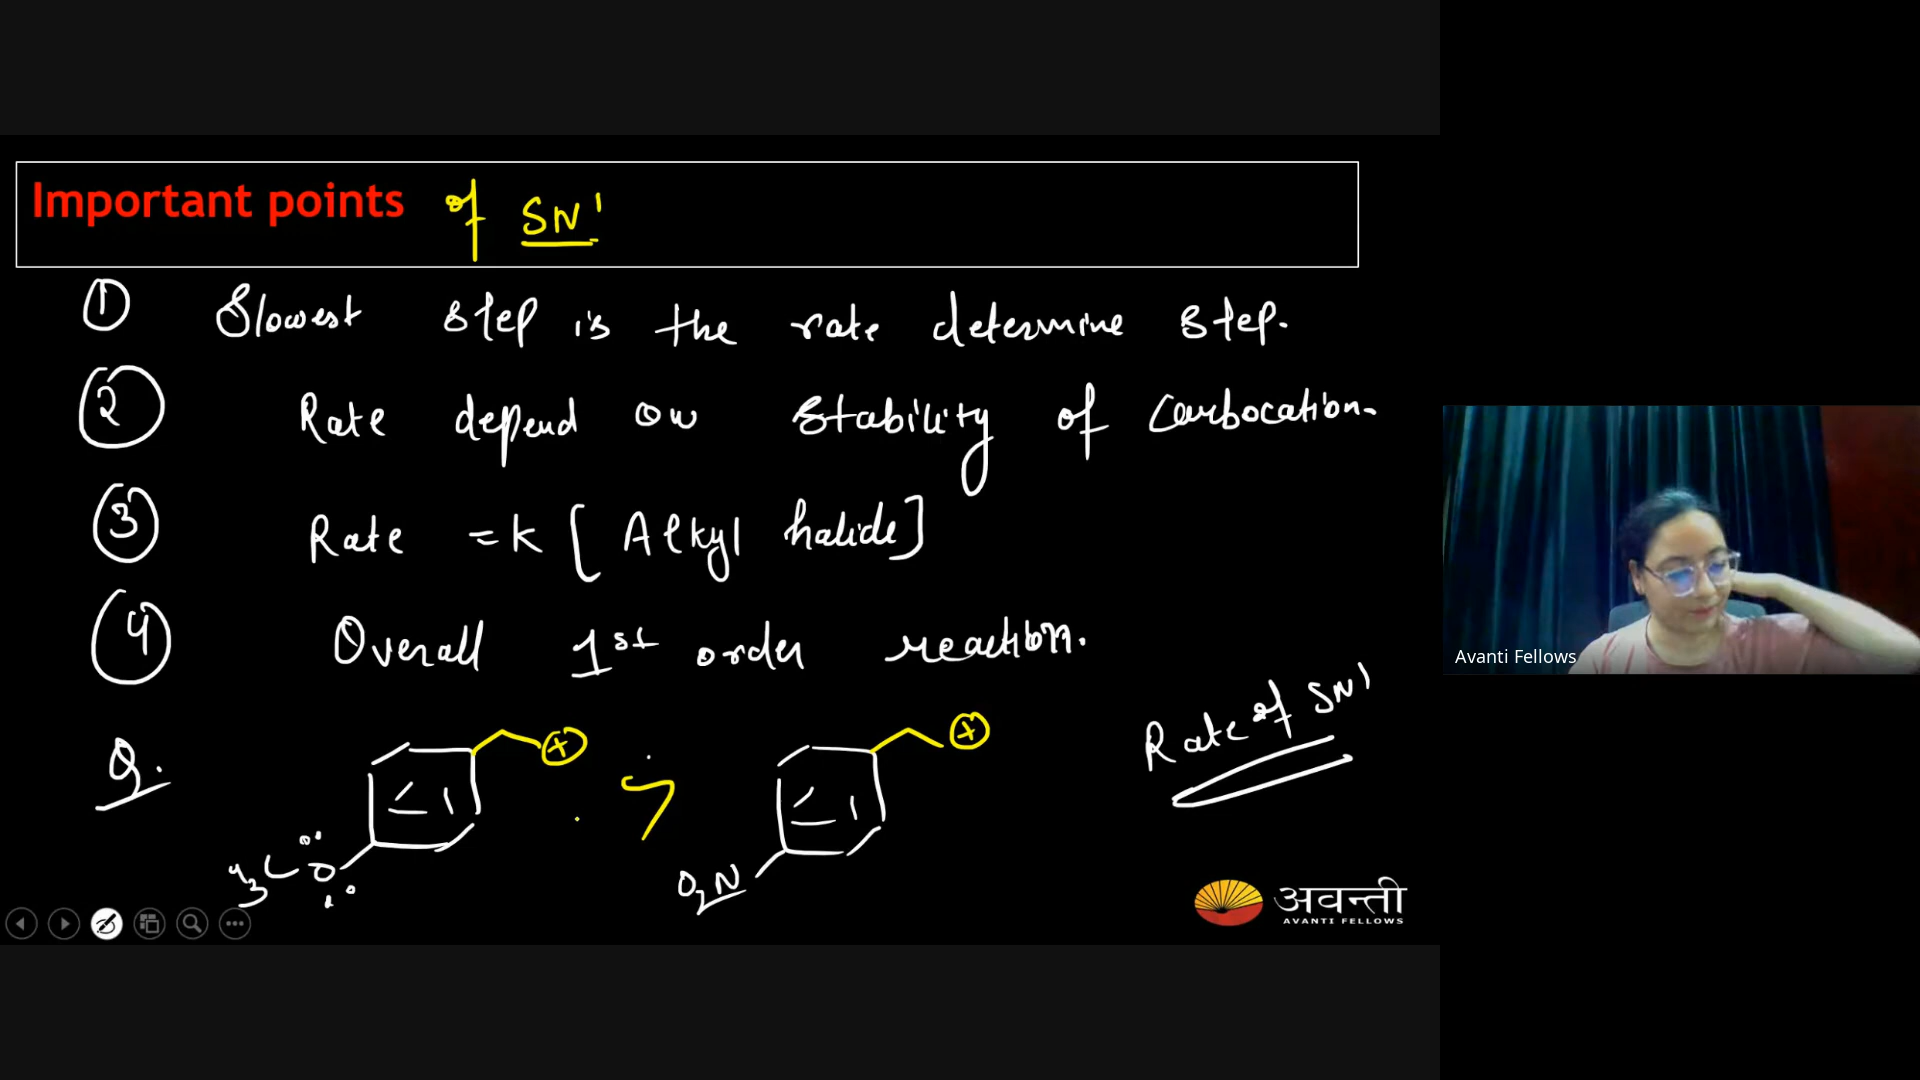 Important points of SN1
① Slowest step is the rate determine step.
② Rate depend on stability of carbocation.
③ Rate = k [Alkyl halide]
④ Overall 1st order reaction.
Rate of SN1
Q. ⊕ > ⊕
H3CO O2N
अवन्ती
AVANTI FELLOWS
Avanti Fellows